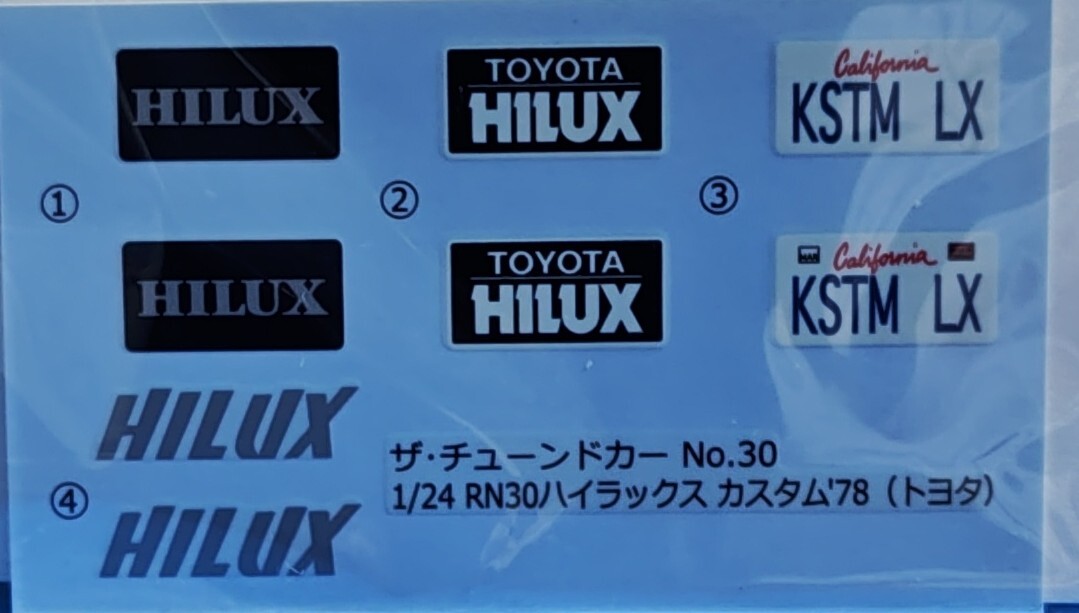 HILUX
TOYOTA
HILUX
California
KSTM LX
①
②
③
HILUX
TOYOTA
HILUX
MAR
California
KSTM LX
HILUX
④
HILUX
ザ・チューンドカー No.30
1/24 RN30ハイラックス カスタム'78（トヨタ）